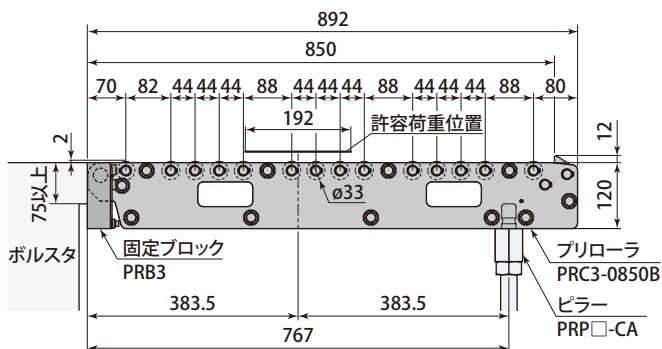 892
850
70 82 44 44 44 88 44 44 44 88 44 44 44 88 80
192
許容荷重位置
2
12
75以上
ø33
120
ボルスタ
固定ブロック
PRB3
プリローラ
PRC3-0850B
383.5 383.5
ピラー
PRP□-CA
767